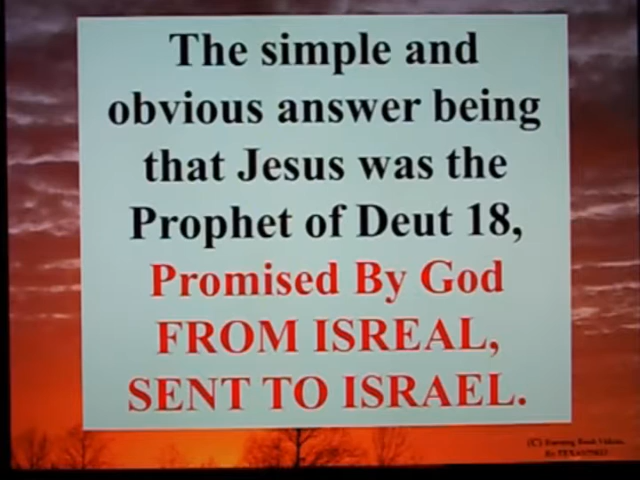 The simple and
obvious answer being
that Jesus was the
Prophet of Deut 18,
Promised By God
FROM ISREAL,
SENT TO ISRAEL.
(C)
By